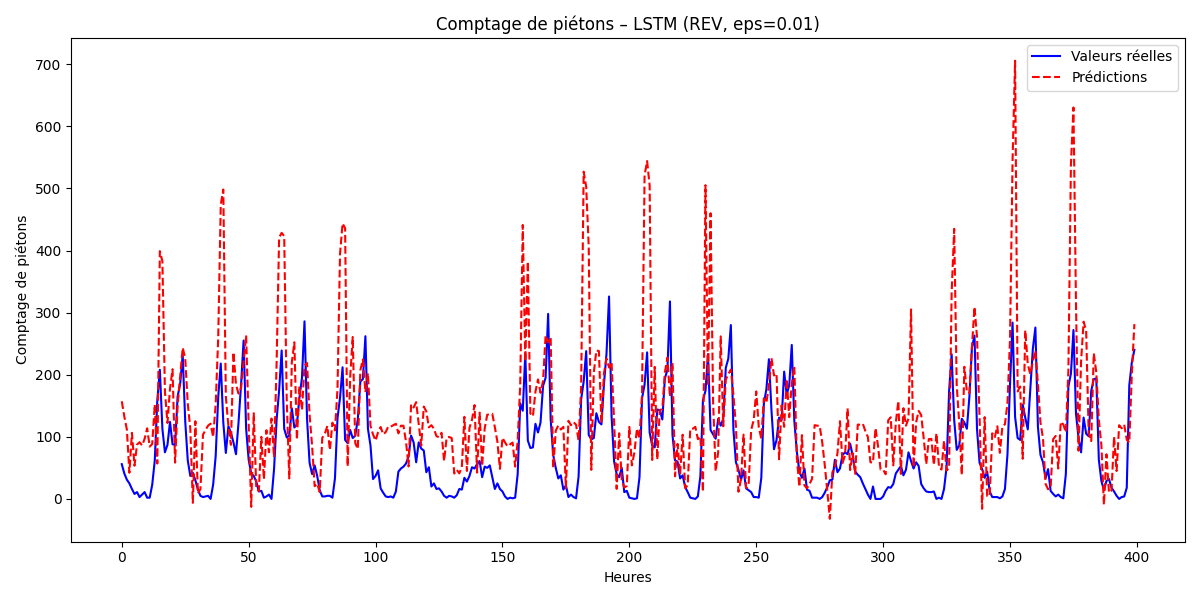 Comptage de piétons – LSTM (REV, eps=0.01)
Valeurs réelles
Prédictions
Comptage de piétons
700
600
500
400
300
200
100
0
0 50 100 150 200 250 300 350 400
Heures